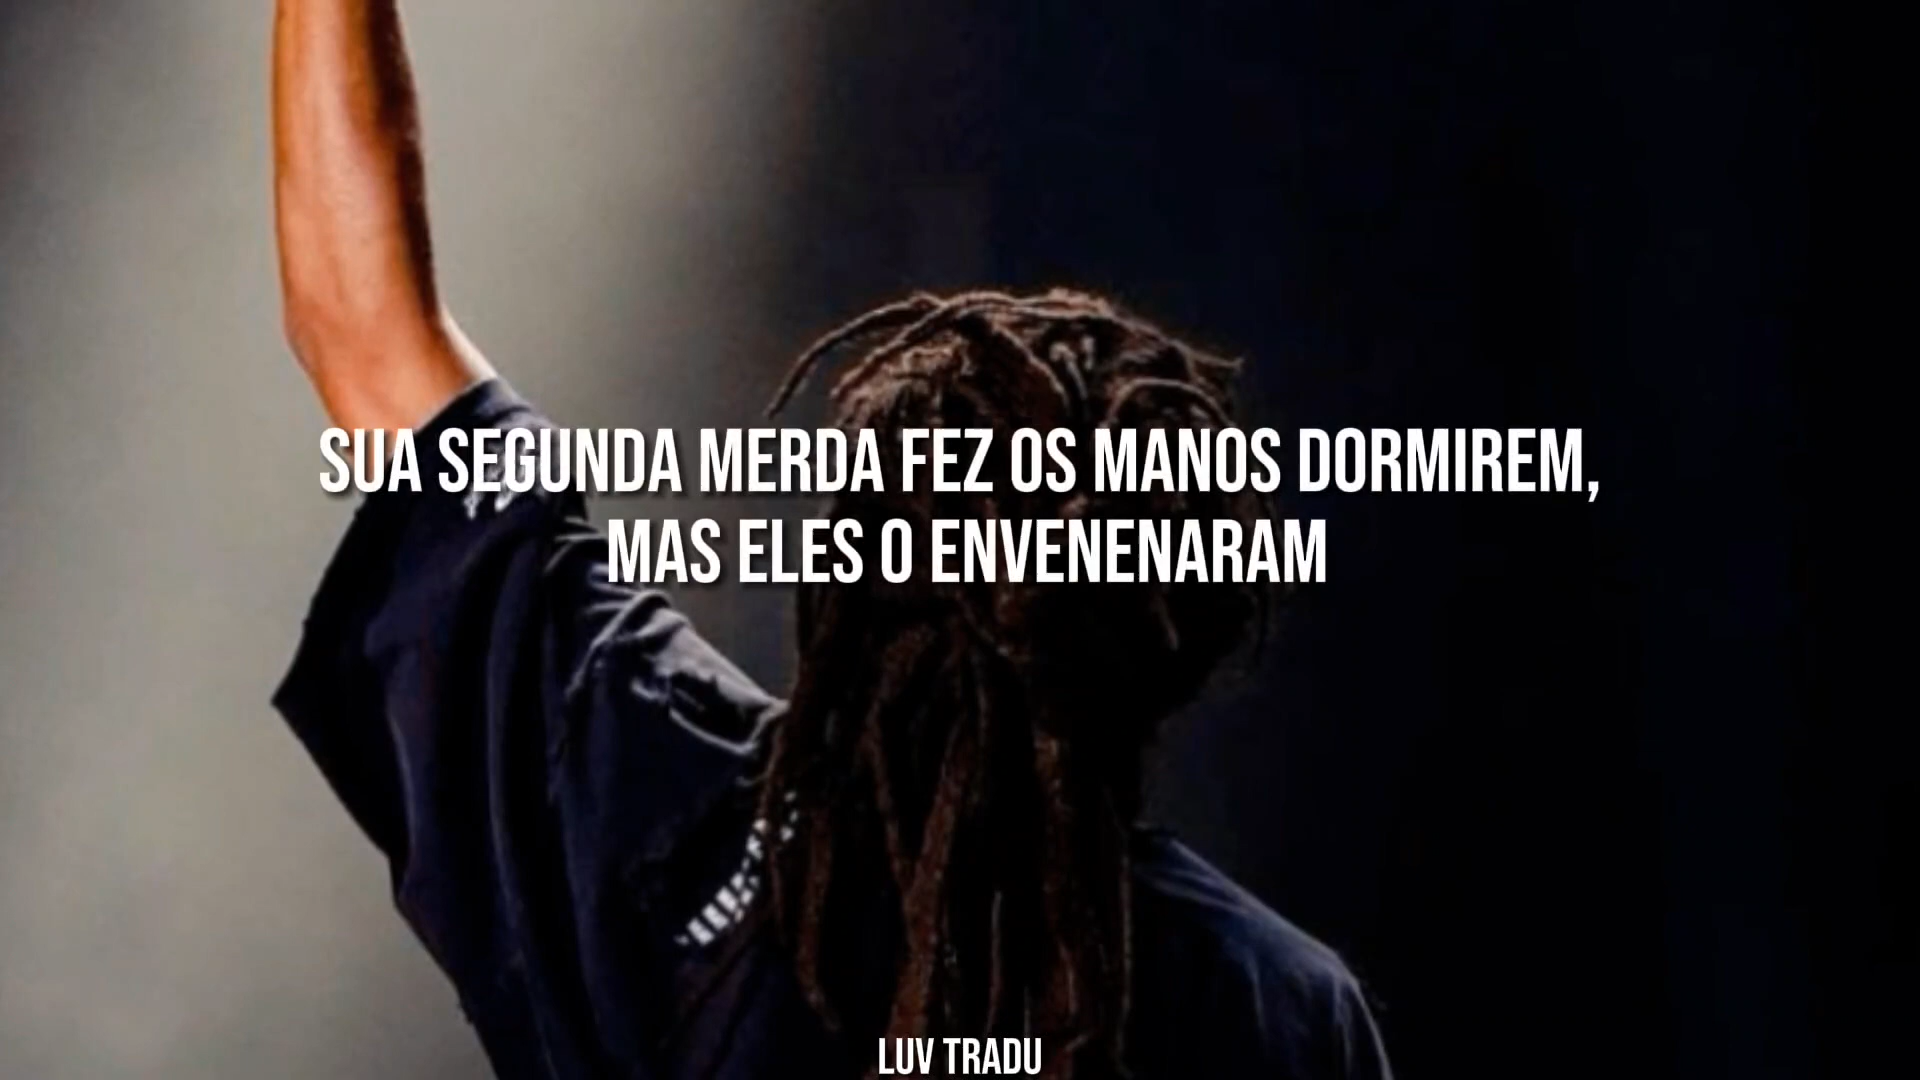 SUA SEGUNDA MERDA FEZ OS MANOS DORMIREM,
MAS ELES O ENVENENARAM
LUV TRADU